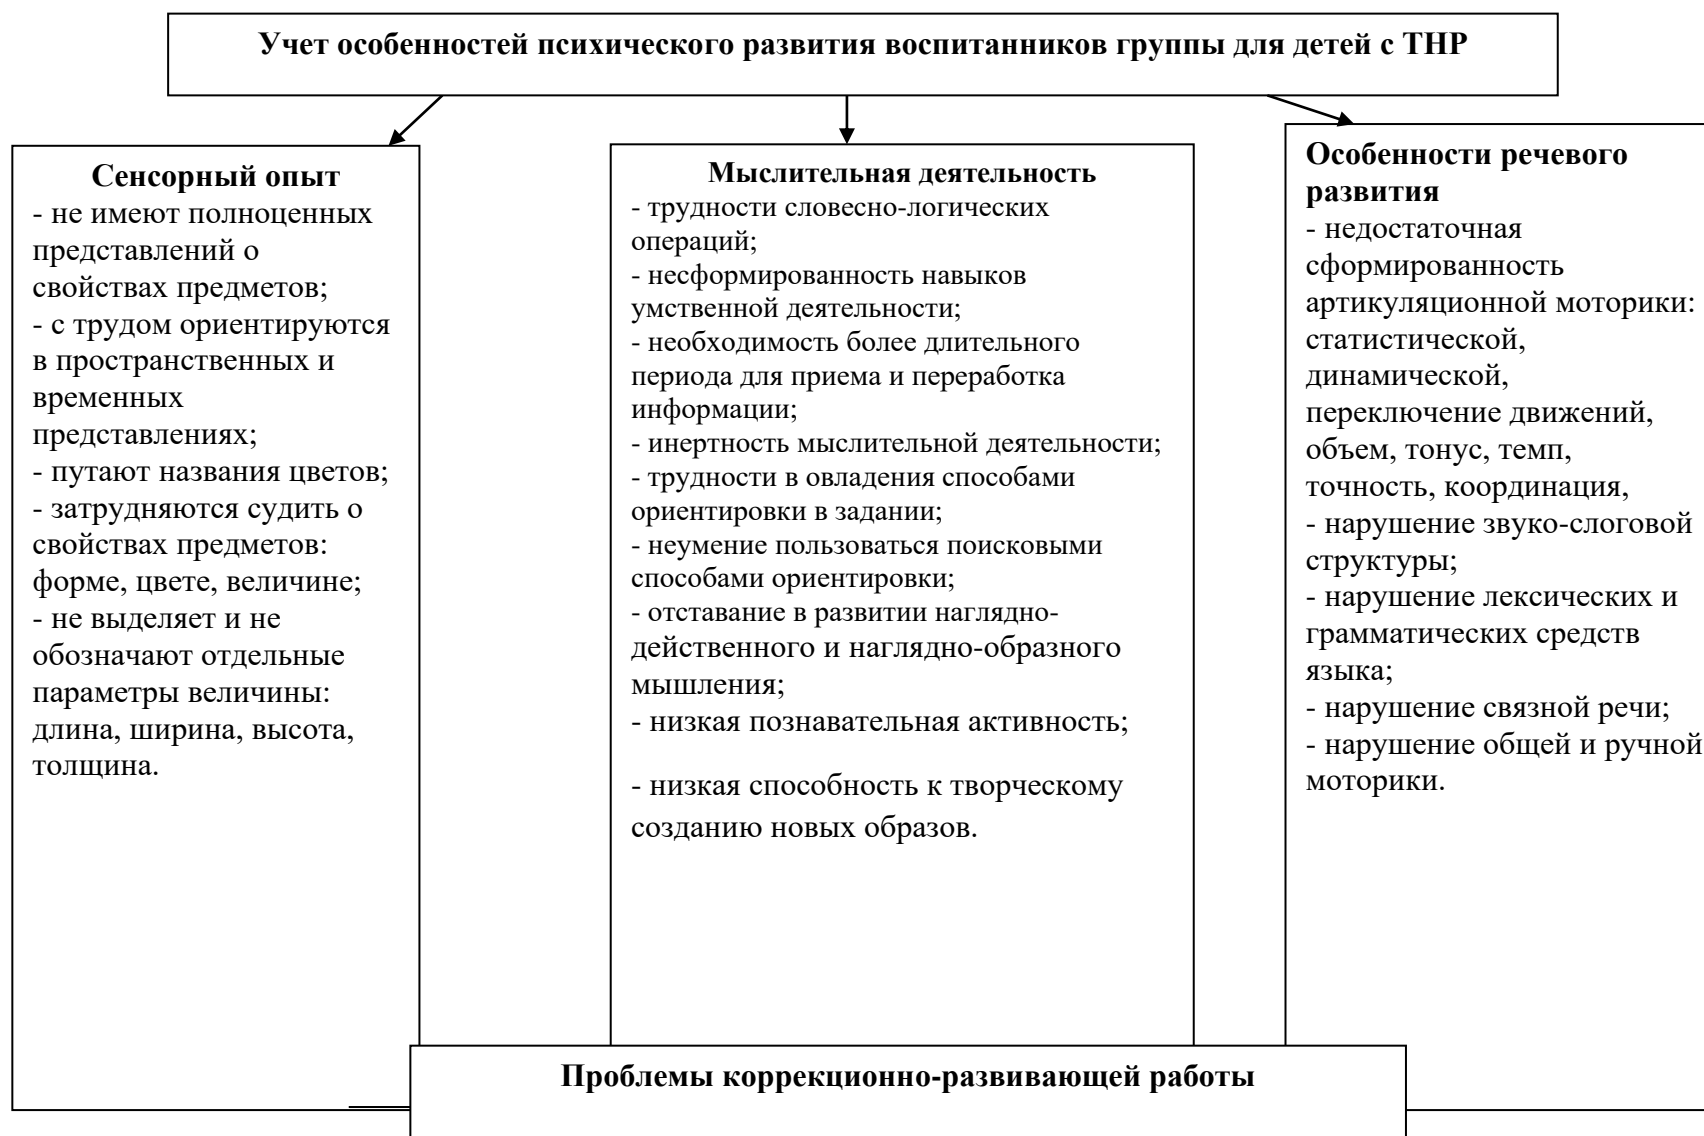 Учет особенностей психического развития воспитанников группы для детей с ТНР
Сенсорный опыт
- не имеют полноценных
представлений о
свойствах предметов;
- с трудом ориентируются
в пространственных и
временных
представлениях;
- путают названия цветов;
- затрудняются судить о
свойствах предметов:
форме, цвете, величине;
- не выделяет и не
обозначают отдельные
параметры величины:
длина, ширина, высота,
толщина.
Мыслительная деятельность
- трудности словесно-логических
операций;
- несформированность навыков
умственной деятельности;
- необходимость более длительного
периода для приема и переработка
информации;
- инертность мыслительной деятельности;
- трудности в овладения способами
ориентировки в задании;
- неумение пользоваться поисковыми
способами ориентировки;
- отставание в развитии наглядно-
действенного и наглядно-образного
мышления;
- низкая познавательная активность;
- низкая способность к творческому
созданию новых образов.
Особенности речевого
развития
- недостаточная
сформированность
артикуляционной моторики:
статистической,
динамической,
переключение движений,
объем, тонус, темп,
точность, координация,
- нарушение звуко-слоговой
структуры;
- нарушение лексических и
грамматических средств
языка;
- нарушение связной речи;
- нарушение общей и ручной
моторики.
Проблемы коррекционно-развивающей работы